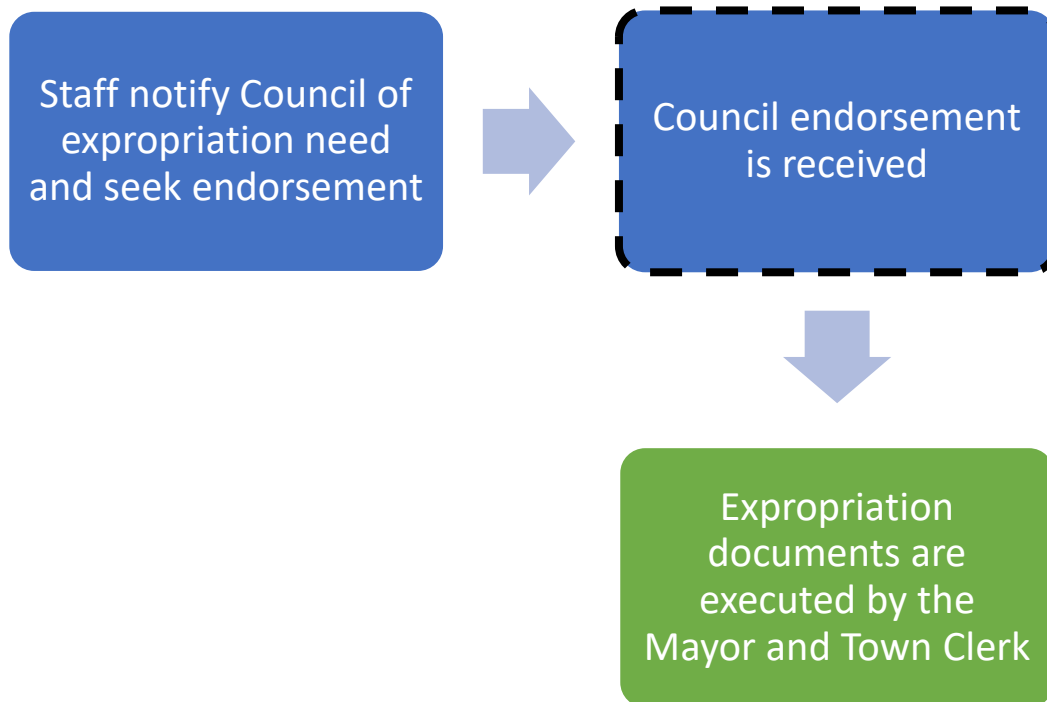 Staff notify Council of
expropriation need
and seek endorsement
Council endorsement
is received
Expropriation
documents are
executed by the
Mayor and Town Clerk